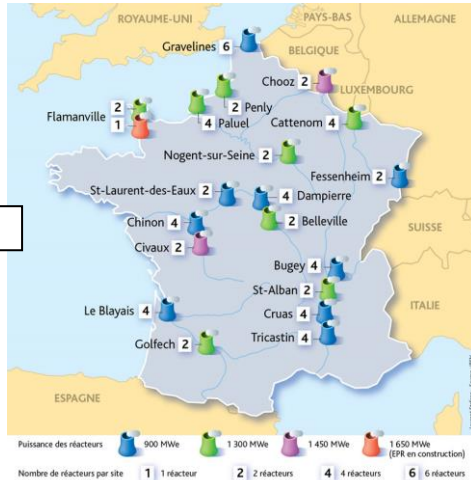 ROYAUME-UNI
PAYS-BAS
ALLEMAGNE
Gravelines 6
BELGIQUE
Chooz 2
LUXEMBOURG
Flamanville 2
1
2 Penly
4 Paluel
Cattenom 4
Nogent-sur-Seine 2
Fessenheim 2
St-Laurent-des-Eaux 2
4 Dampierre
Chinon 4
2 Belleville
Civaux 2
SUISSE
Bugey 4
St-Alban 2
Le Blayais 4
Cruas 4
ITALIE
Golfech 2
Tricastin 4
ESPAGNE
Puissance des réacteurs 900 MWe 1 300 MWe 1 450 MWe 1 650 MWe
(EPR en construction)
Nombre de réacteurs par site 1 1 réacteur 2 2 réacteurs 4 4 réacteurs 6 6 réacteurs